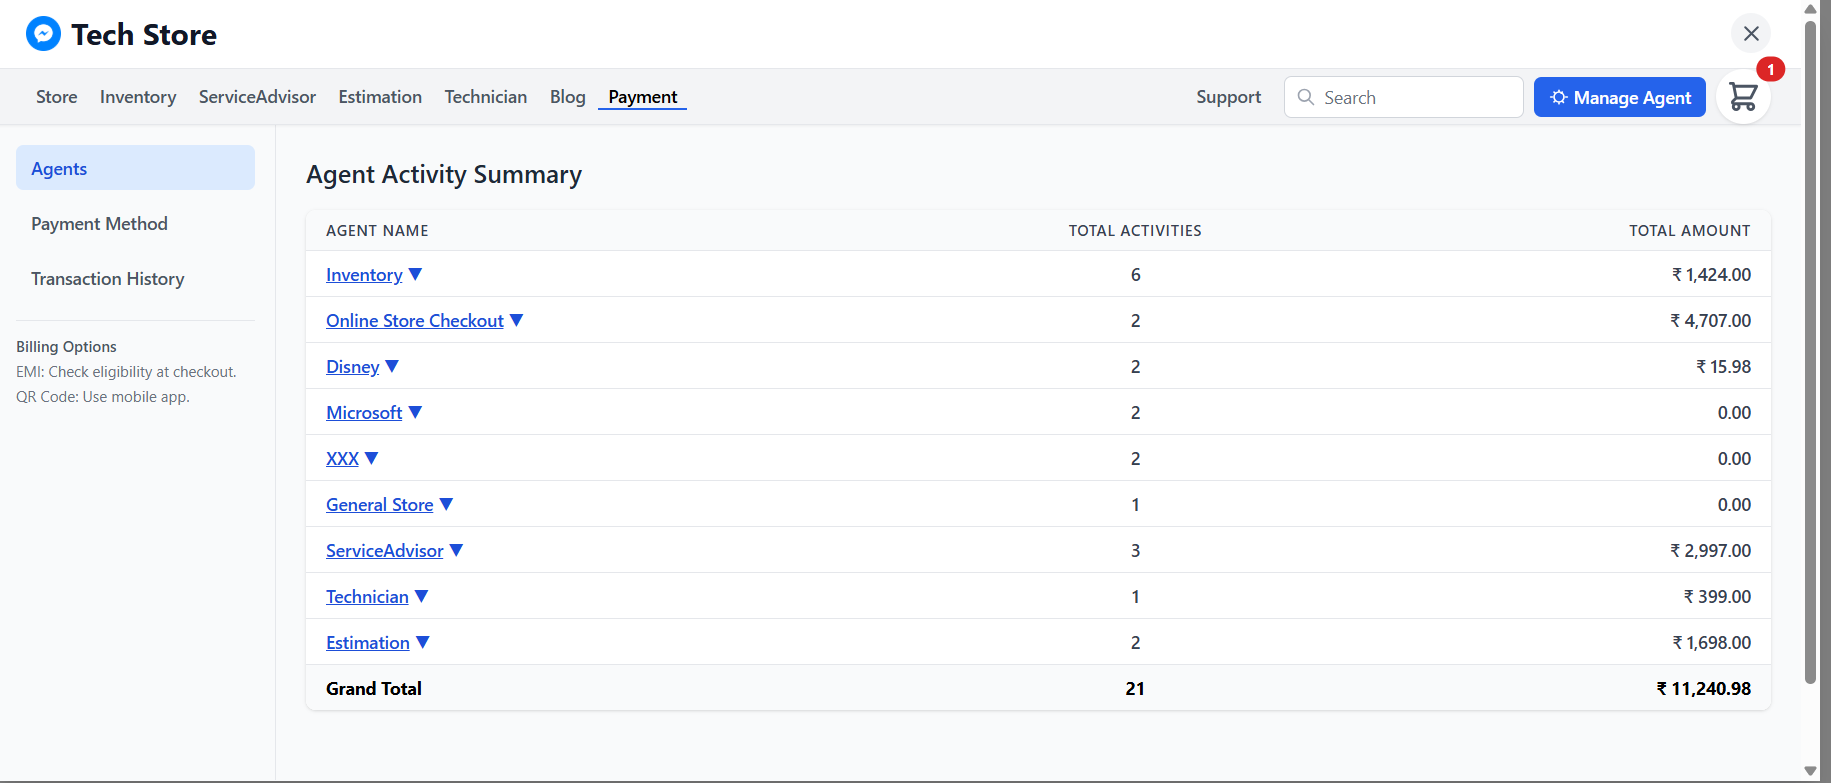 Tech Store
1
Store Inventory ServiceAdvisor Estimation Technician Blog Payment Support Search Manage Agent
Agents
Payment Method
Transaction History
Billing Options
EMI: Check eligibility at checkout.
QR Code: Use mobile app.
Agent Activity Summary
AGENT NAME TOTAL ACTIVITIES TOTAL AMOUNT
Inventory ▼ 6 ₹ 1,424.00
Online Store Checkout ▼ 2 ₹ 4,707.00
Disney ▼ 2 ₹ 15.98
Microsoft ▼ 2 0.00
XXX ▼ 2 0.00
General Store ▼ 1 0.00
ServiceAdvisor ▼ 3 ₹ 2,997.00
Technician ▼ 1 ₹ 399.00
Estimation ▼ 2 ₹ 1,698.00
Grand Total 21 ₹ 11,240.98